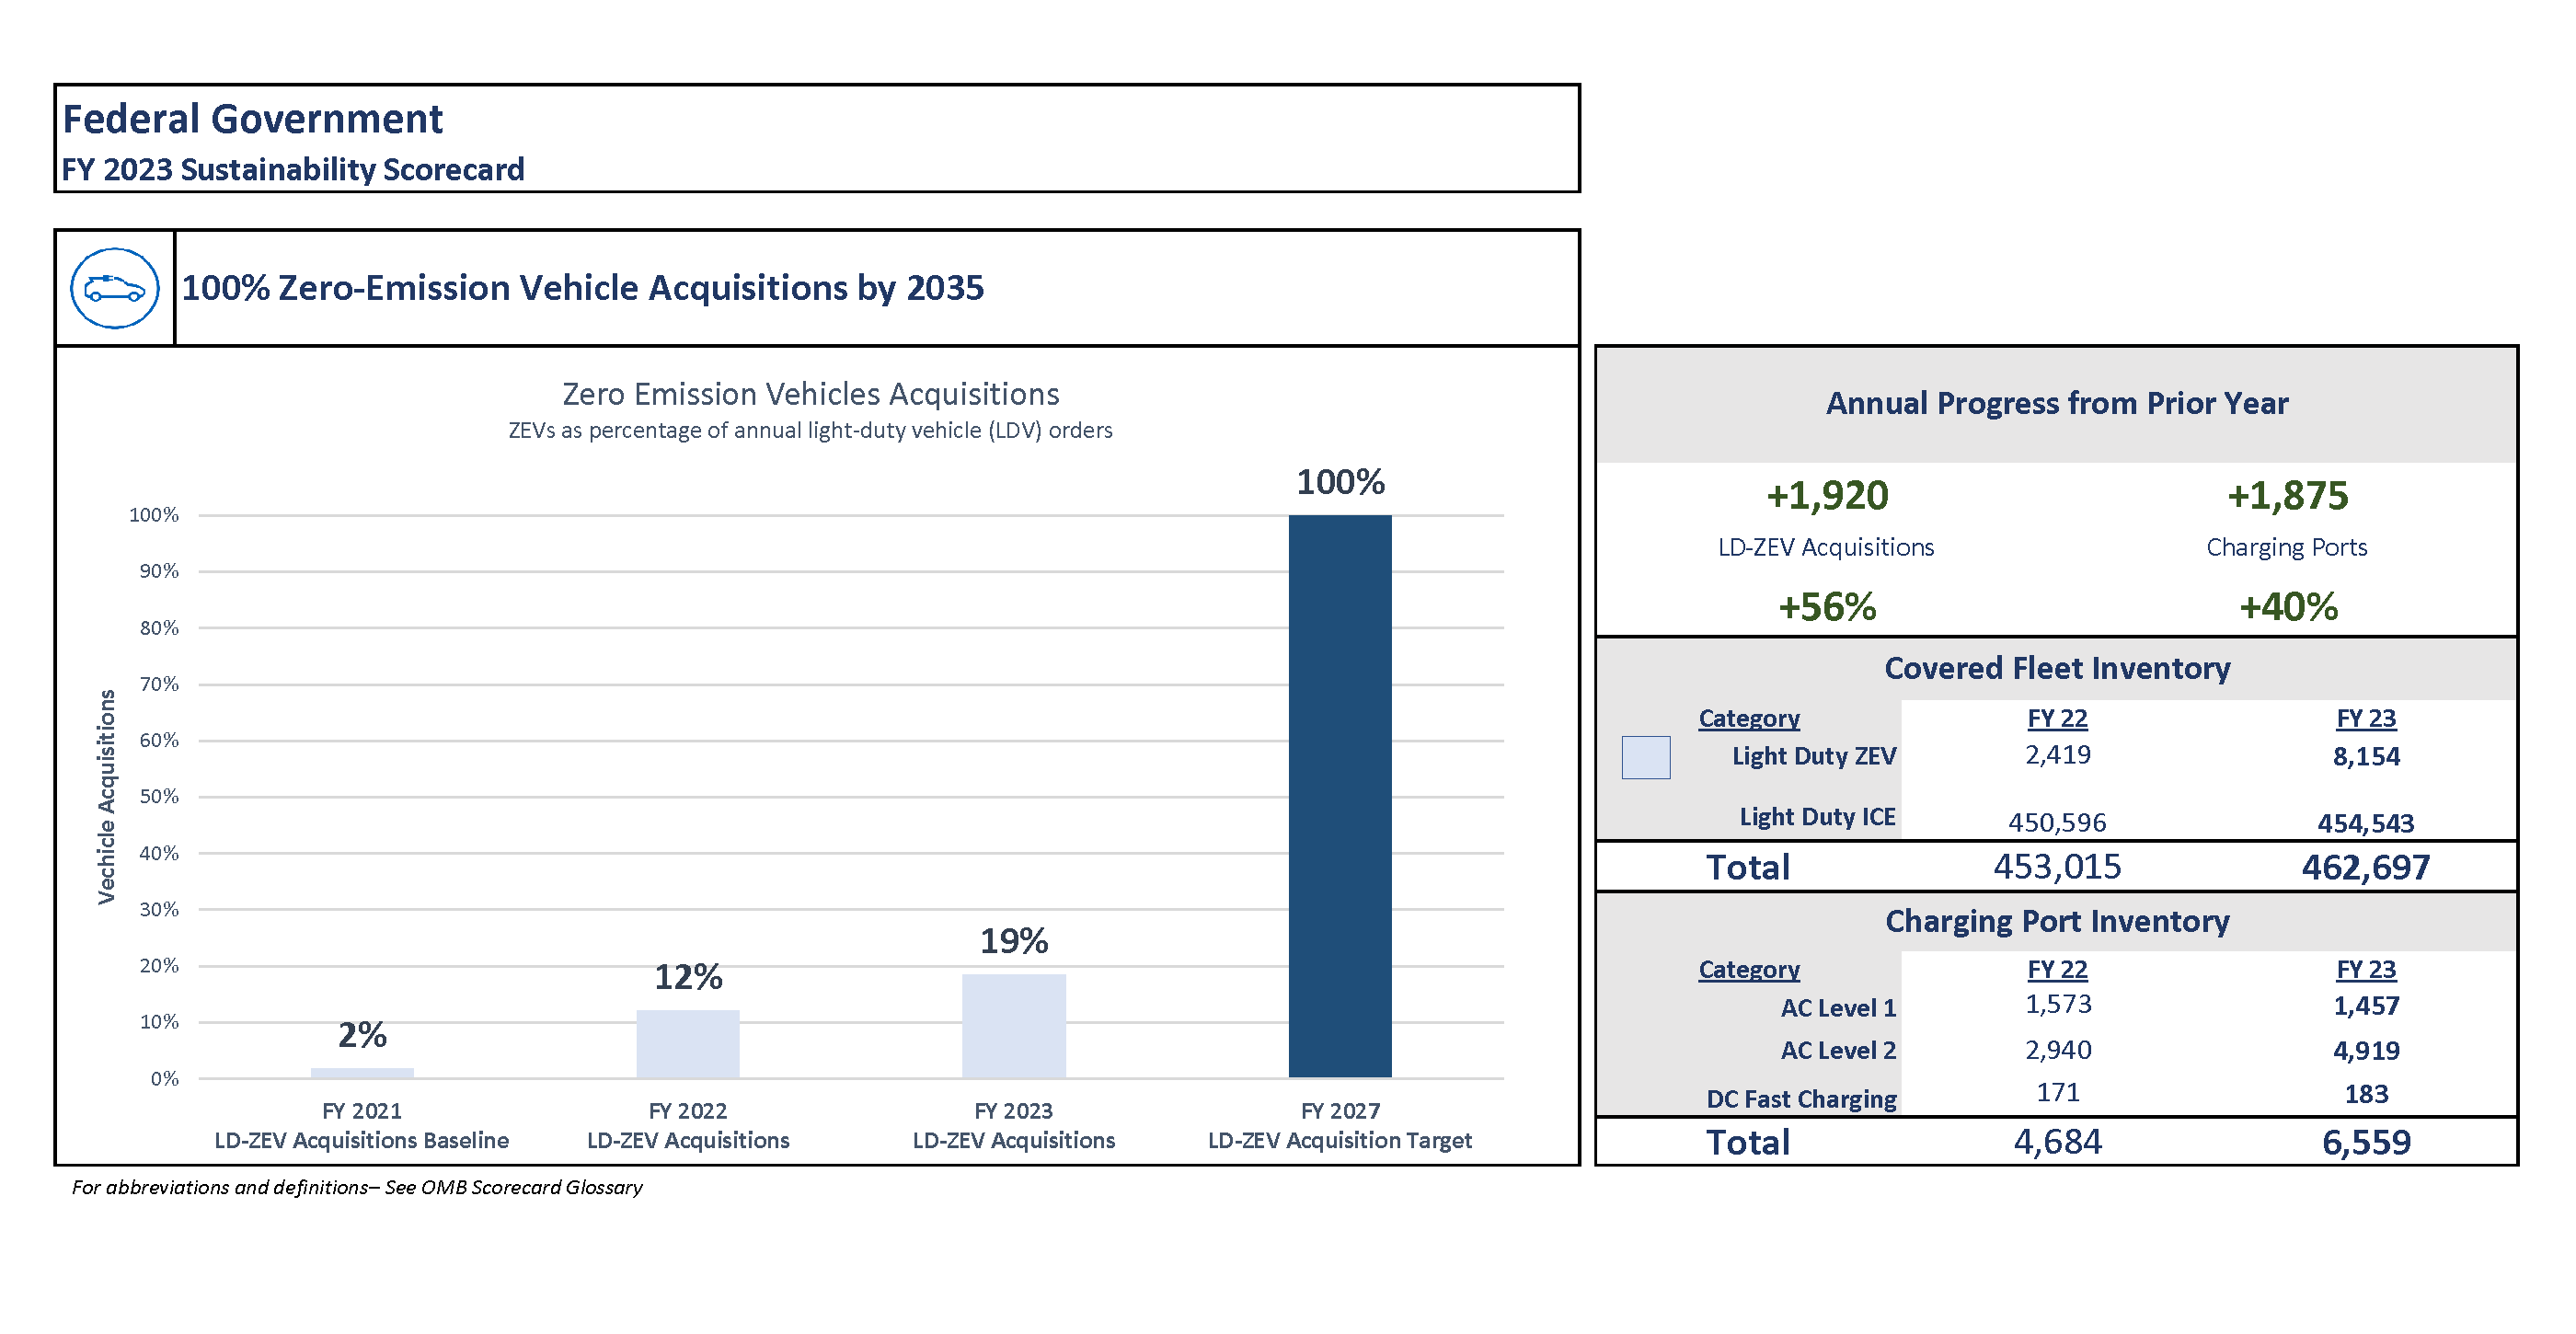 Federal Government
FY 2023 Sustainability Scorecard
100% Zero-Emission Vehicle Acquisitions by 2035
Zero Emission Vehicles Acquisitions
ZEVs as percentage of annual light-duty vehicle (LDV) orders
Vechicle Acquisitions
100%
90%
80%
70%
60%
50%
40%
30%
20%
10%
0%
2%
12%
19%
100%
FY 2021
LD-ZEV Acquisitions Baseline
FY 2022
LD-ZEV Acquisitions
FY 2023
LD-ZEV Acquisitions
FY 2027
LD-ZEV Acquisition Target
For abbreviations and definitions– See OMB Scorecard Glossary
Annual Progress from Prior Year
+1,920 +1,875
LD-ZEV Acquisitions Charging Ports
+56% +40%
Covered Fleet Inventory
Category FY 22 FY 23
Light Duty ZEV 2,419 8,154
Light Duty ICE 450,596 454,543
Total 453,015 462,697
Charging Port Inventory
Category FY 22 FY 23
AC Level 1 1,573 1,457
AC Level 2 2,940 4,919
DC Fast Charging 171 183
Total 4,684 6,559